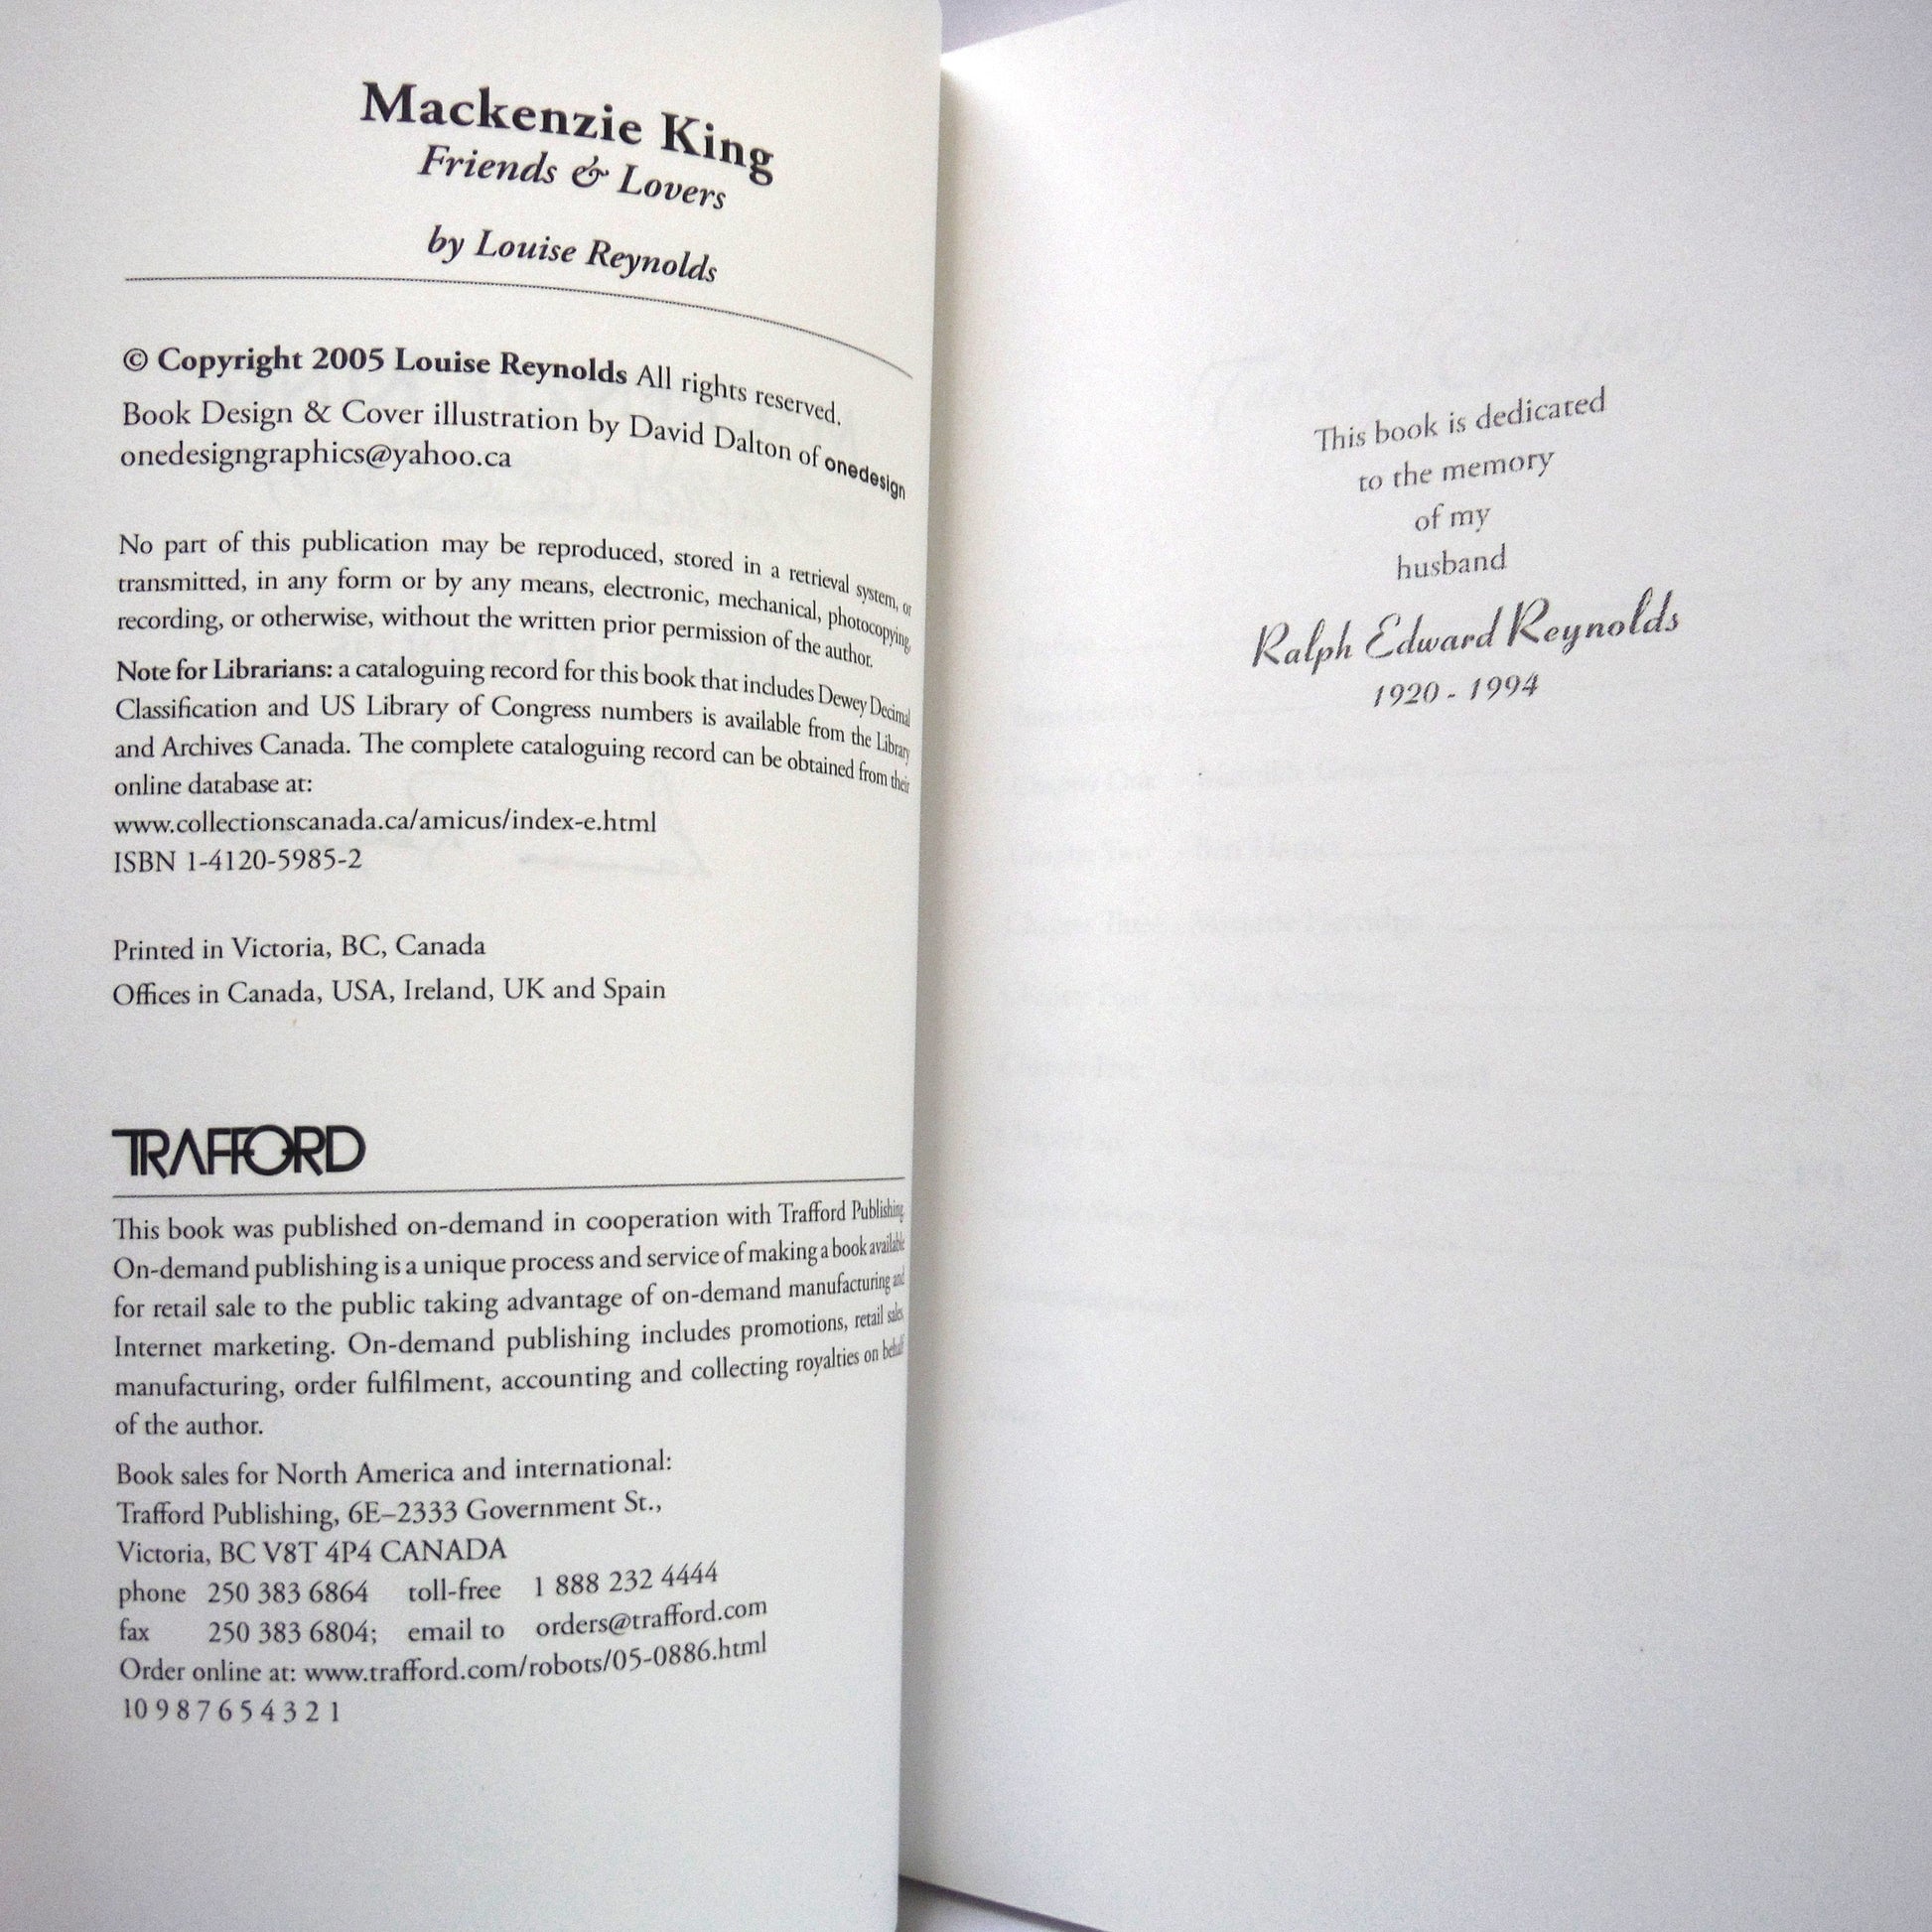 Mackenzie King
Friends & Lovers
by Louise Reynolds
© Copyright 2005 Louise Reynolds All rights reserved.
Book Design & Cover illustration by David Dalton of onedesign
onedesigngraphics@yahoo.ca
No part of this publication may be reproduced, stored in a retrieval system, or
transmitted, in any form or by any means, electronic, mechanical, photocopying,
recording, or otherwise, without the written prior permission of the author.
Note for Librarians: a cataloguing record for this book that includes Dewey Decimal
Classification and US Library of Congress numbers is available from the Library
and Archives Canada. The complete cataloguing record can be obtained from their
online database at:
www.collectionscanada.ca/amicus/index-e.html
ISBN 1-4120-5985-2
Printed in Victoria, BC, Canada
Offices in Canada, USA, Ireland, UK and Spain
TRAFFORD
This book was published on-demand in cooperation with Trafford Publishing.
On-demand publishing is a unique process and service of making a book available
for retail sale to the public taking advantage of on-demand manufacturing and
Internet marketing. On-demand publishing includes promotions, retail sales,
manufacturing, order fulfilment, accounting and collecting royalties on behalf
of the author.
Book sales for North America and international:
Trafford Publishing, 6E–2333 Government St.,
Victoria, BC V8T 4P4 CANADA
phone 250 383 6864 toll-free 1 888 232 4444
fax 250 383 6804; email to orders@trafford.com
Order online at: www.trafford.com/robots/05-0886.html
10 9 8 7 6 5 4 3 2 1
This book is dedicated
to the memory
of my
husband
Ralph Edward Reynolds
1920 - 1994